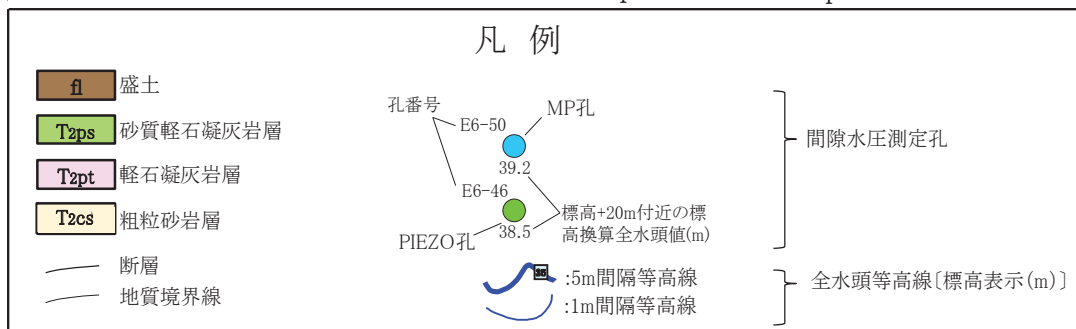 凡 例
fl 盛土
T2ps 砂質軽石凝灰岩層
T2pt 軽石凝灰岩層
T2cs 粗粒砂岩層
断層
地質境界線
孔番号
E6-50
MP孔
39.2
E6-46
PIEZO孔
38.5
標高+20m付近の標
高換算全水頭値(m)
間隙水圧測定孔
35
:5m間隔等高線
:1m間隔等高線
全水頭等高線〔標高表示(m)〕